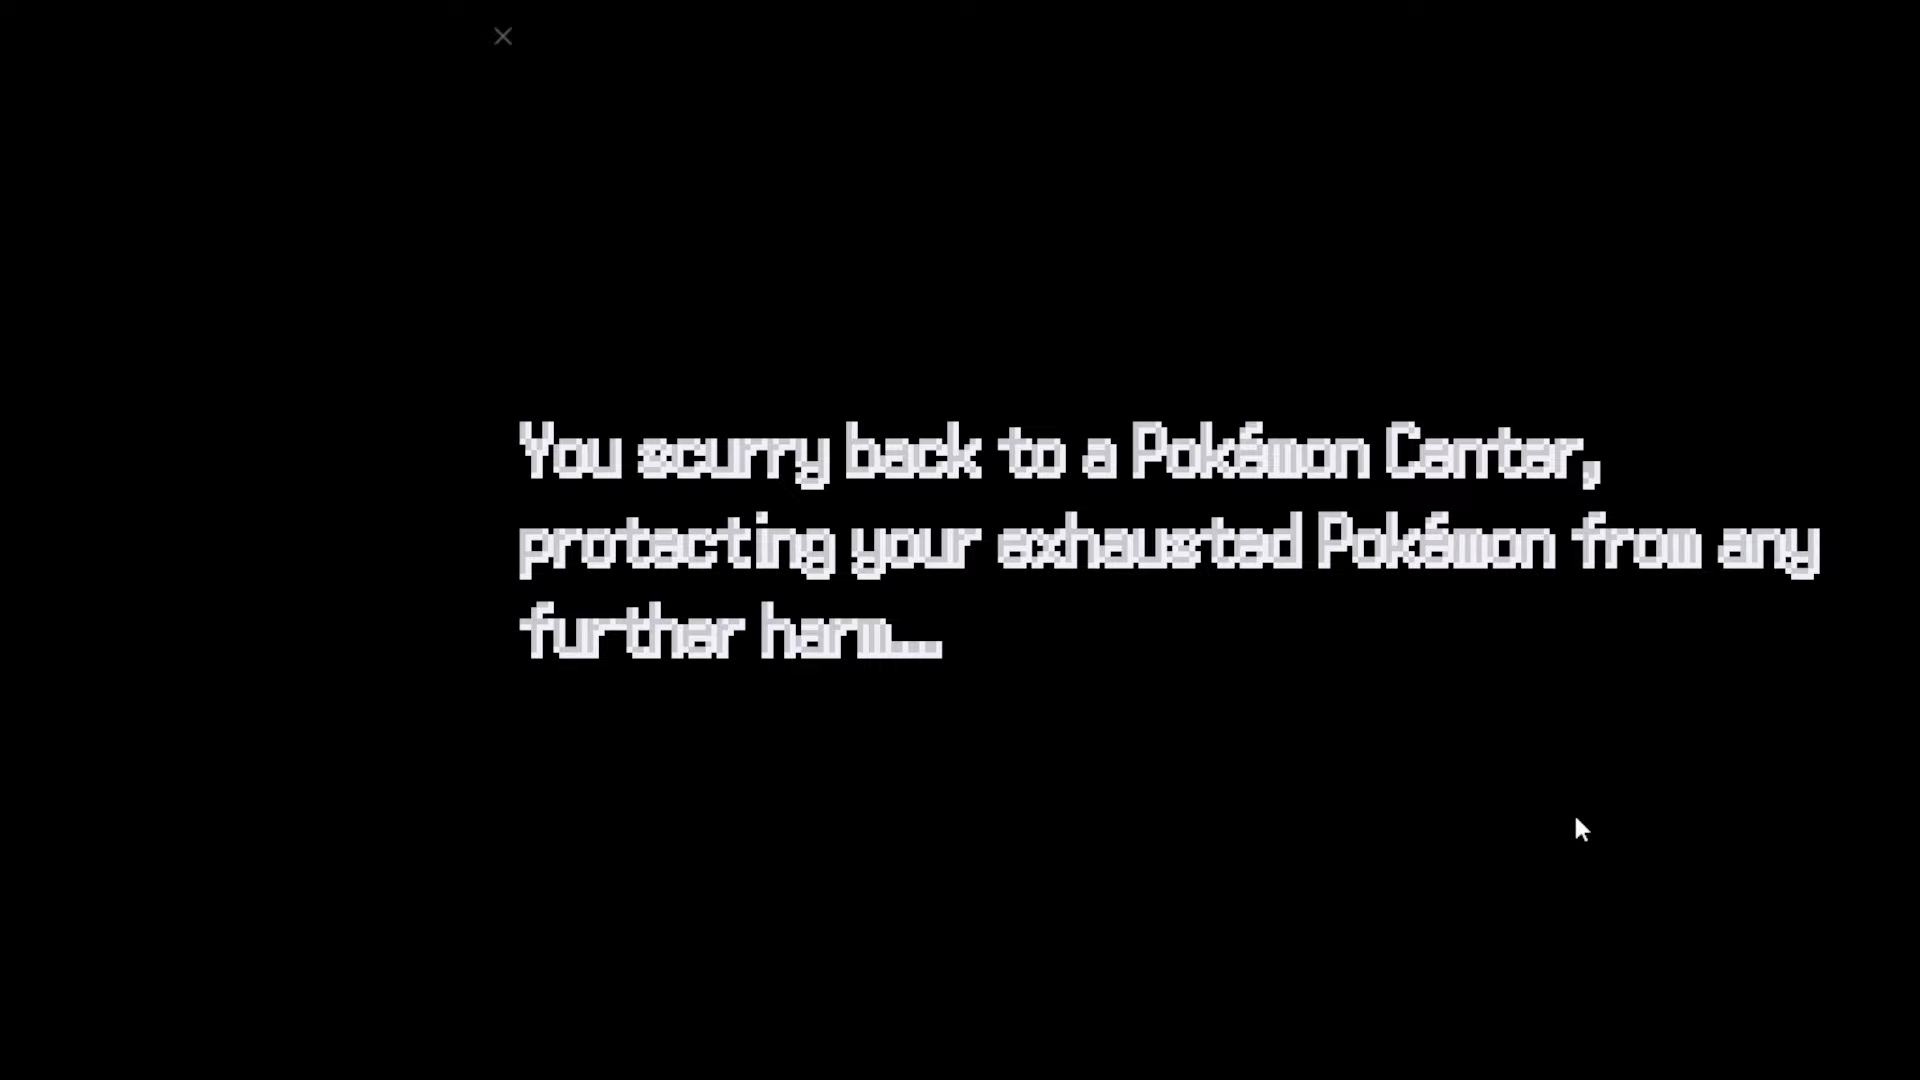 You scurry back to a Pokémon Center,
protecting your exhausted Pokémon from any
further harm...